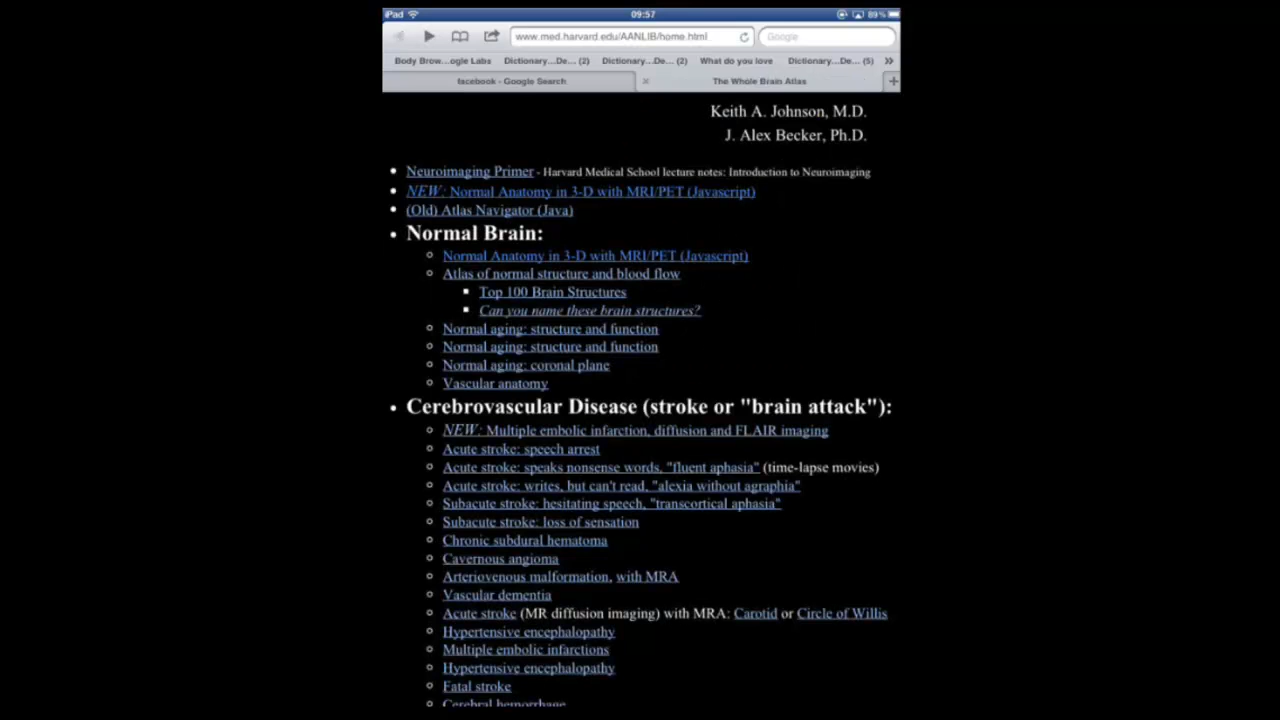 iPad 09:57 89%
www.med.harvard.edu/AANLIB/home.html Google
Body Brow...ogle Labs Dictionary...De... (2) Dictionary...De... (2) What do you love Dictionary...De... (5) »
facebook - Google Search The Whole Brain Atlas
Keith A. Johnson, M.D.
J. Alex Becker, Ph.D.
Neuroimaging Primer - Harvard Medical School lecture notes: Introduction to Neuroimaging
NEW: Normal Anatomy in 3-D with MRI/PET (Javascript)
(Old) Atlas Navigator (Java)
Normal Brain:
Normal Anatomy in 3-D with MRI/PET (Javascript)
Atlas of normal structure and blood flow
Top 100 Brain Structures
Can you name these brain structures?
Normal aging: structure and function
Normal aging: structure and function
Normal aging: coronal plane
Vascular anatomy
Cerebrovascular Disease (stroke or "brain attack"):
NEW: Multiple embolic infarction, diffusion and FLAIR imaging
Acute stroke: speech arrest
Acute stroke: speaks nonsense words, "fluent aphasia" (time-lapse movies)
Acute stroke: writes, but can't read, "alexia without agraphia"
Subacute stroke: hesitating speech, "transcortical aphasia"
Subacute stroke: loss of sensation
Chronic subdural hematoma
Cavernous angioma
Arteriovenous malformation, with MRA
Vascular dementia
Acute stroke (MR diffusion imaging) with MRA: Carotid or Circle of Willis
Hypertensive encephalopathy
Multiple embolic infarctions
Hypertensive encephalopathy
Fatal stroke
Cerebral hemorrhage